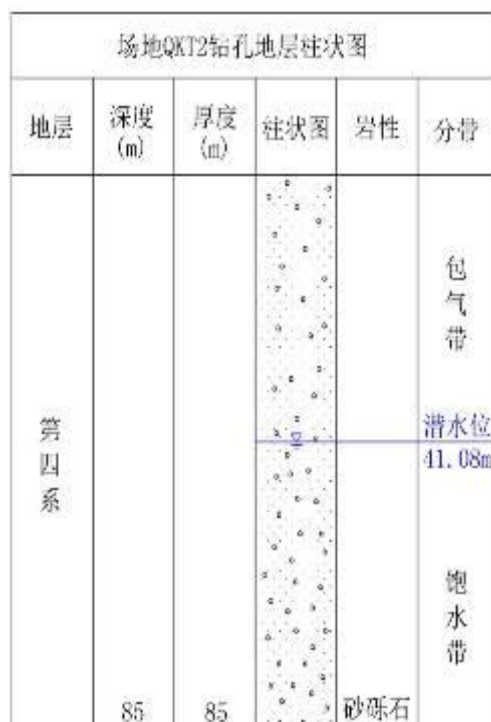 场地QKT2钻孔地层柱状图
地层 深度(m) 厚度(m) 柱状图 岩性 分带
包气带
潜水位
41.08m
第四系
饱水带
85 85 砂砾石